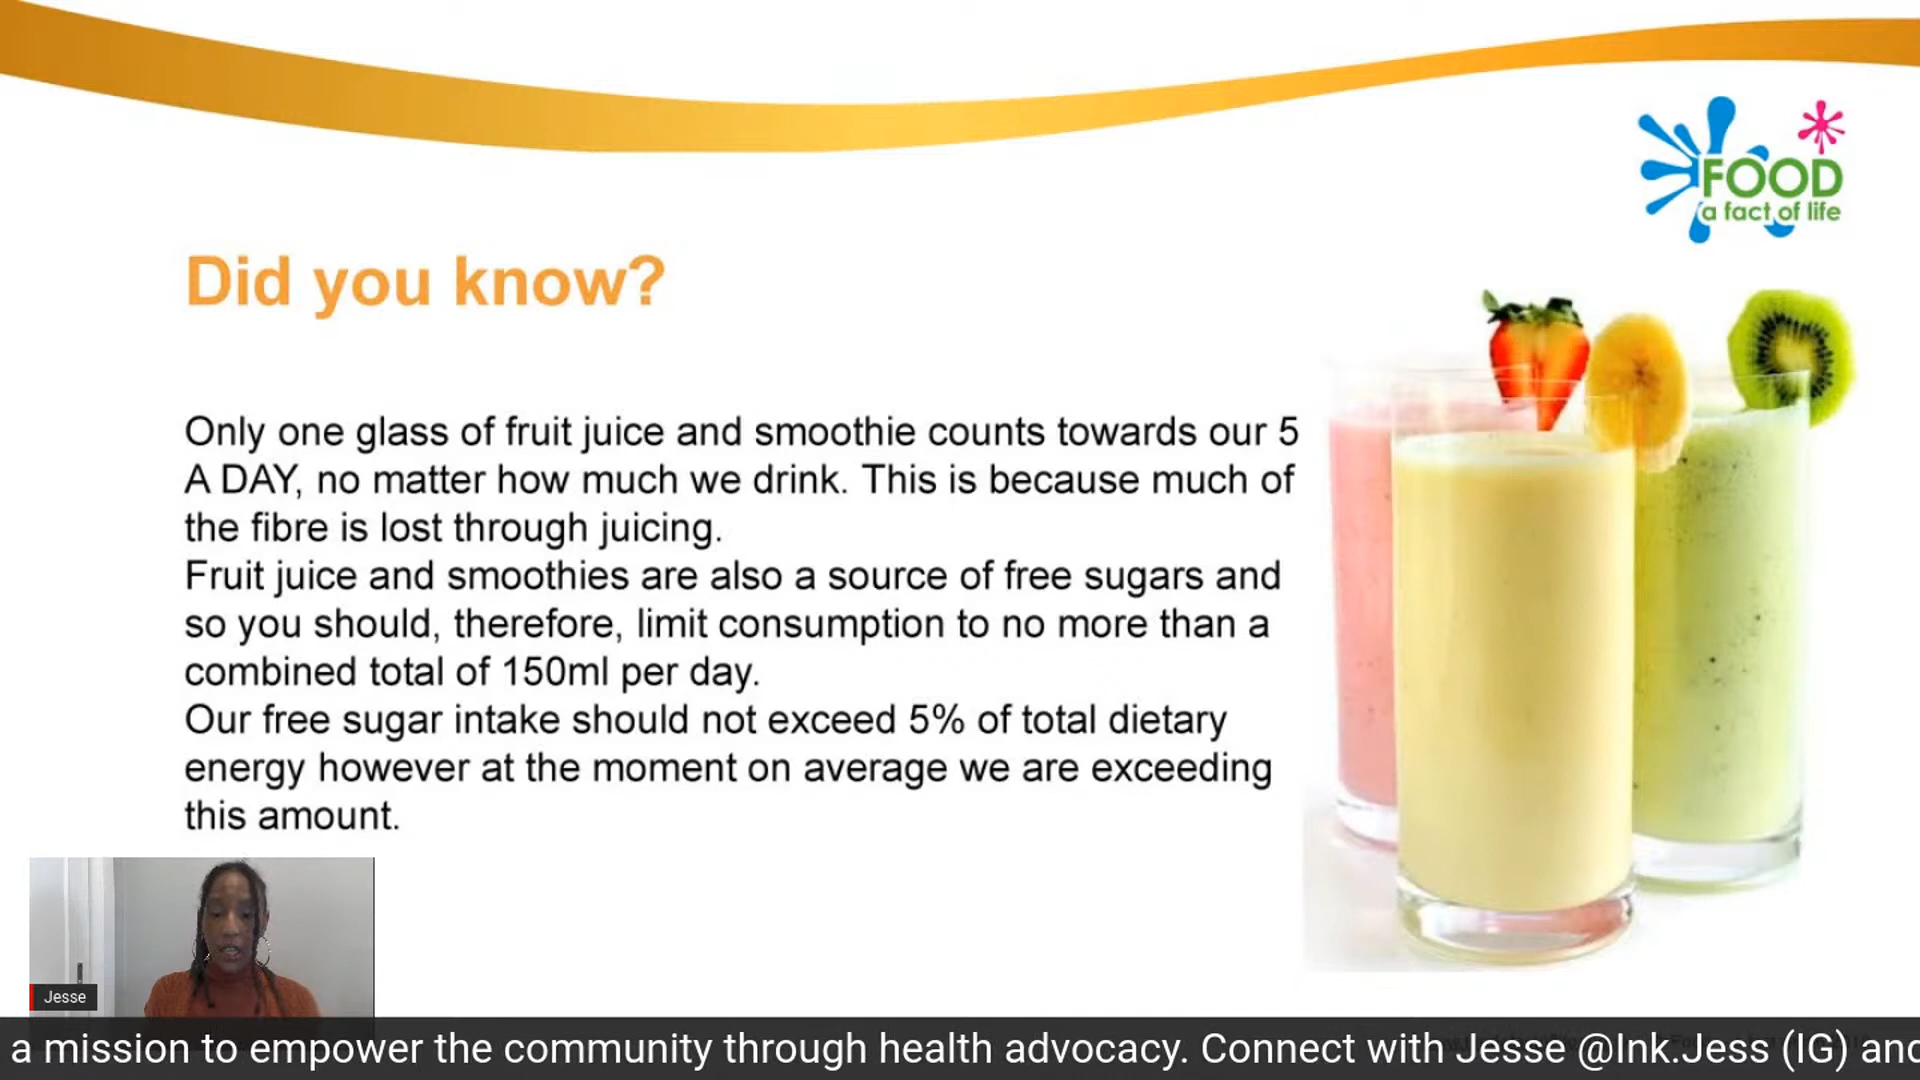 FOOD
a fact of life
Did you know?
Only one glass of fruit juice and smoothie counts towards our 5
A DAY, no matter how much we drink. This is because much of
the fibre is lost through juicing.
Fruit juice and smoothies are also a source of free sugars and
so you should, therefore, limit consumption to no more than a
combined total of 150ml per day.
Our free sugar intake should not exceed 5% of total dietary
energy however at the moment on average we are exceeding
this amount.
Jesse
a mission to empower the community through health advocacy. Connect with Jesse @Ink.Jess (IG) and